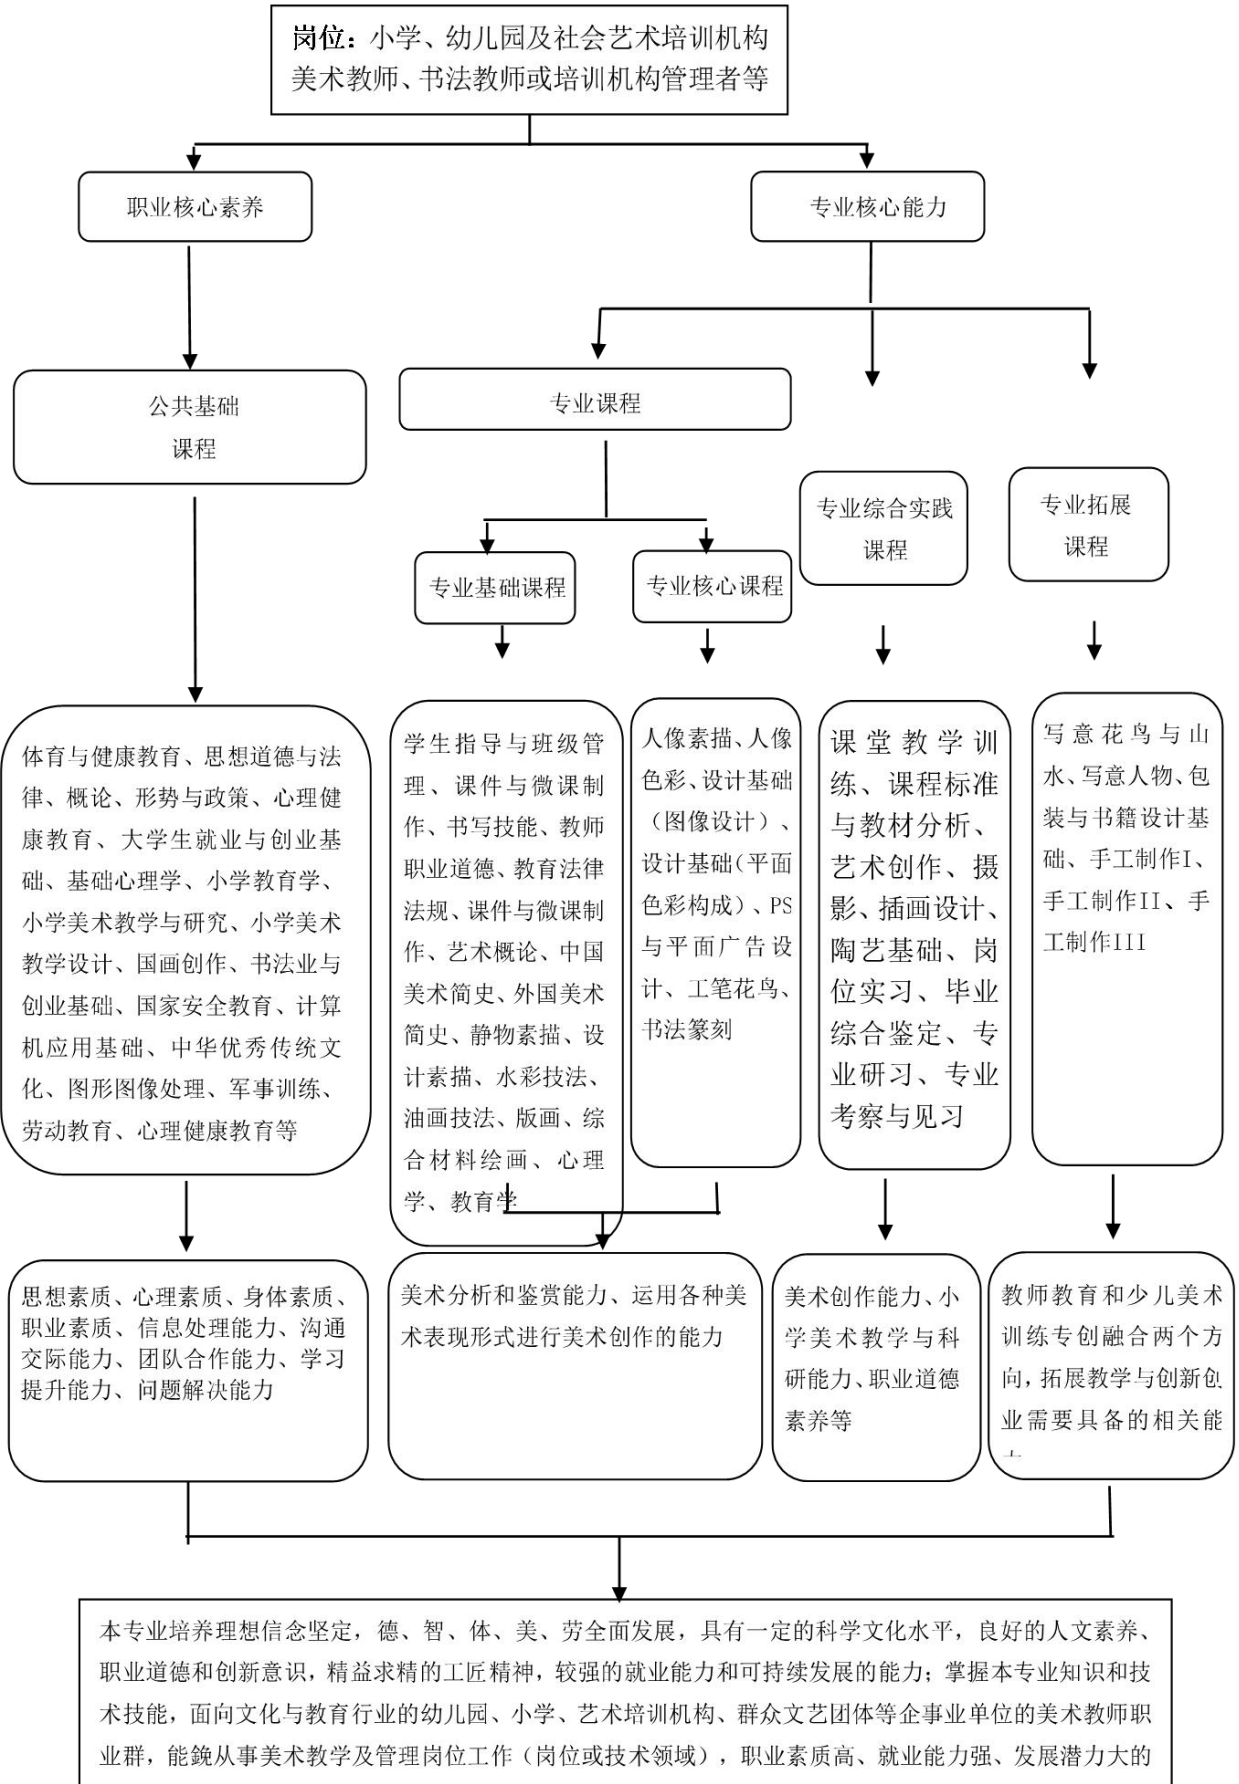 岗位：小学、幼儿园及社会艺术培训机构
美术教师、书法教师或培训机构管理者等
职业核心素养
专业核心能力
公共基础
课程
专业课程
专业综合实践
课程
专业拓展
课程
专业基础课程
专业核心课程
体育与健康教育、思想道德与法
律、概论、形势与政策、心理健
康教育、大学生就业与创业基
础、基础心理学、小学教育学、
小学美术教学与研究、小学美术
教学设计、国画创作、书法业与
创业基础、国家安全教育、计算
机应用基础、中华优秀传统文
化、图形图像处理、军事训练、
劳动教育、心理健康教育等
学生指导与班级管
理、课件与微课制
作、书写技能、教师
职业道德、教育法律
法规、课件与微课制
作、艺术概论、中国
美术简史、外国美术
简史、静物素描、设
计素描、水彩技法、
油画技法、版画、综
合材料绘画、心理
学、教育学
人像素描、人像
色彩、设计基础
（图像设计）、
设计基础（平面
色彩构成）、PS
与平面广告设
计、工笔花鸟、
书法篆刻
课堂教学训
练、课程标准
与教材分析、
艺术创作、摄
影、插画设计、
陶艺基础、岗
位实习、毕业
综合鉴定、专
业研习、专业
考察与见习
写意花鸟与山
水、写意人物、包
装与书籍设计基
础、手工制作I、
手工制作II、手
工制作III
思想素质、心理素质、身体素质、
职业素质、信息处理能力、沟通
交际能力、团队合作能力、学习
提升能力、问题解决能力
美术分析和鉴赏能力、运用各种美
术表现形式进行美术创作的能力
美术创作能力、小
学美术教学与科
研能力、职业道德
素养等
教师教育和少儿美术
训练专创融合两个方
向，拓展教学与创新创
业需要具备的相关能
本专业培养理想信念坚定，德、智、体、美、劳全面发展，具有一定的科学文化水平，良好的人文素养、
职业道德和创新意识，精益求精的工匠精神，较强的就业能力和可持续发展的能力；掌握本专业知识和技
术技能，面向文化与教育行业的幼儿园、小学、艺术培训机构、群众文艺团体等企事业单位的美术教师职
业群，能鋔从事美术教学及管理岗位工作（岗位或技术领域），职业素质高、就业能力强、发展潜力大的